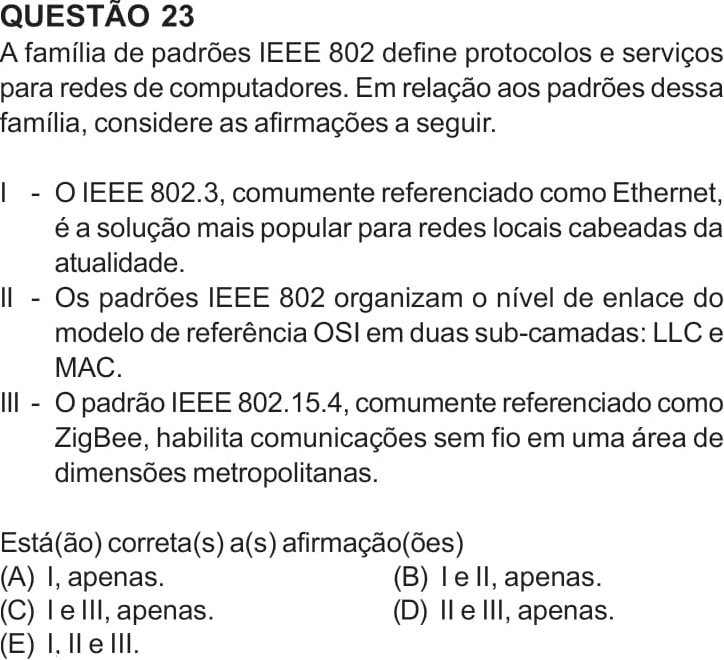 QUESTÃO 23
A família de padrões IEEE 802 define protocolos e serviços
para redes de computadores. Em relação aos padrões dessa
família, considere as afirmações a seguir.
I - O IEEE 802.3, comumente referenciado como Ethernet,
é a solução mais popular para redes locais cabeadas da
atualidade.
II - Os padrões IEEE 802 organizam o nível de enlace do
modelo de referência OSI em duas sub-camadas: LLC e
MAC.
III - O padrão IEEE 802.15.4, comumente referenciado como
ZigBee, habilita comunicações sem fio em uma área de
dimensões metropolitanas.
Está(ão) correta(s) a(s) afirmação(ões)
(A) I, apenas. (B) I e II, apenas.
(C) I e III, apenas. (D) II e III, apenas.
(E) I, II e III.